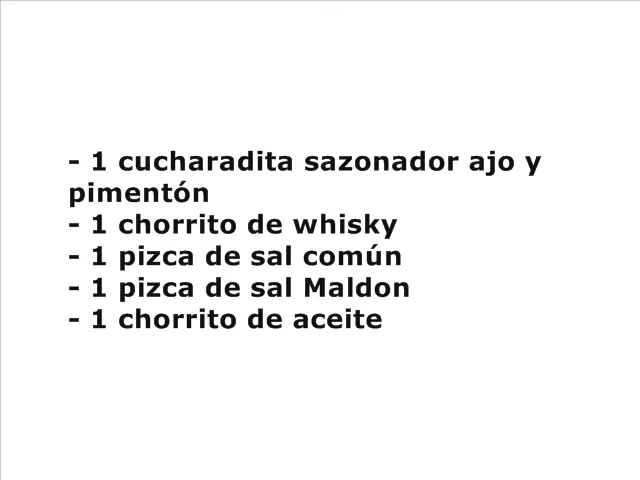 - 1 cucharadita sazonador ajo y
pimentón
- 1 chorrito de whisky
- 1 pizca de sal común
- 1 pizca de sal Maldon
- 1 chorrito de aceite